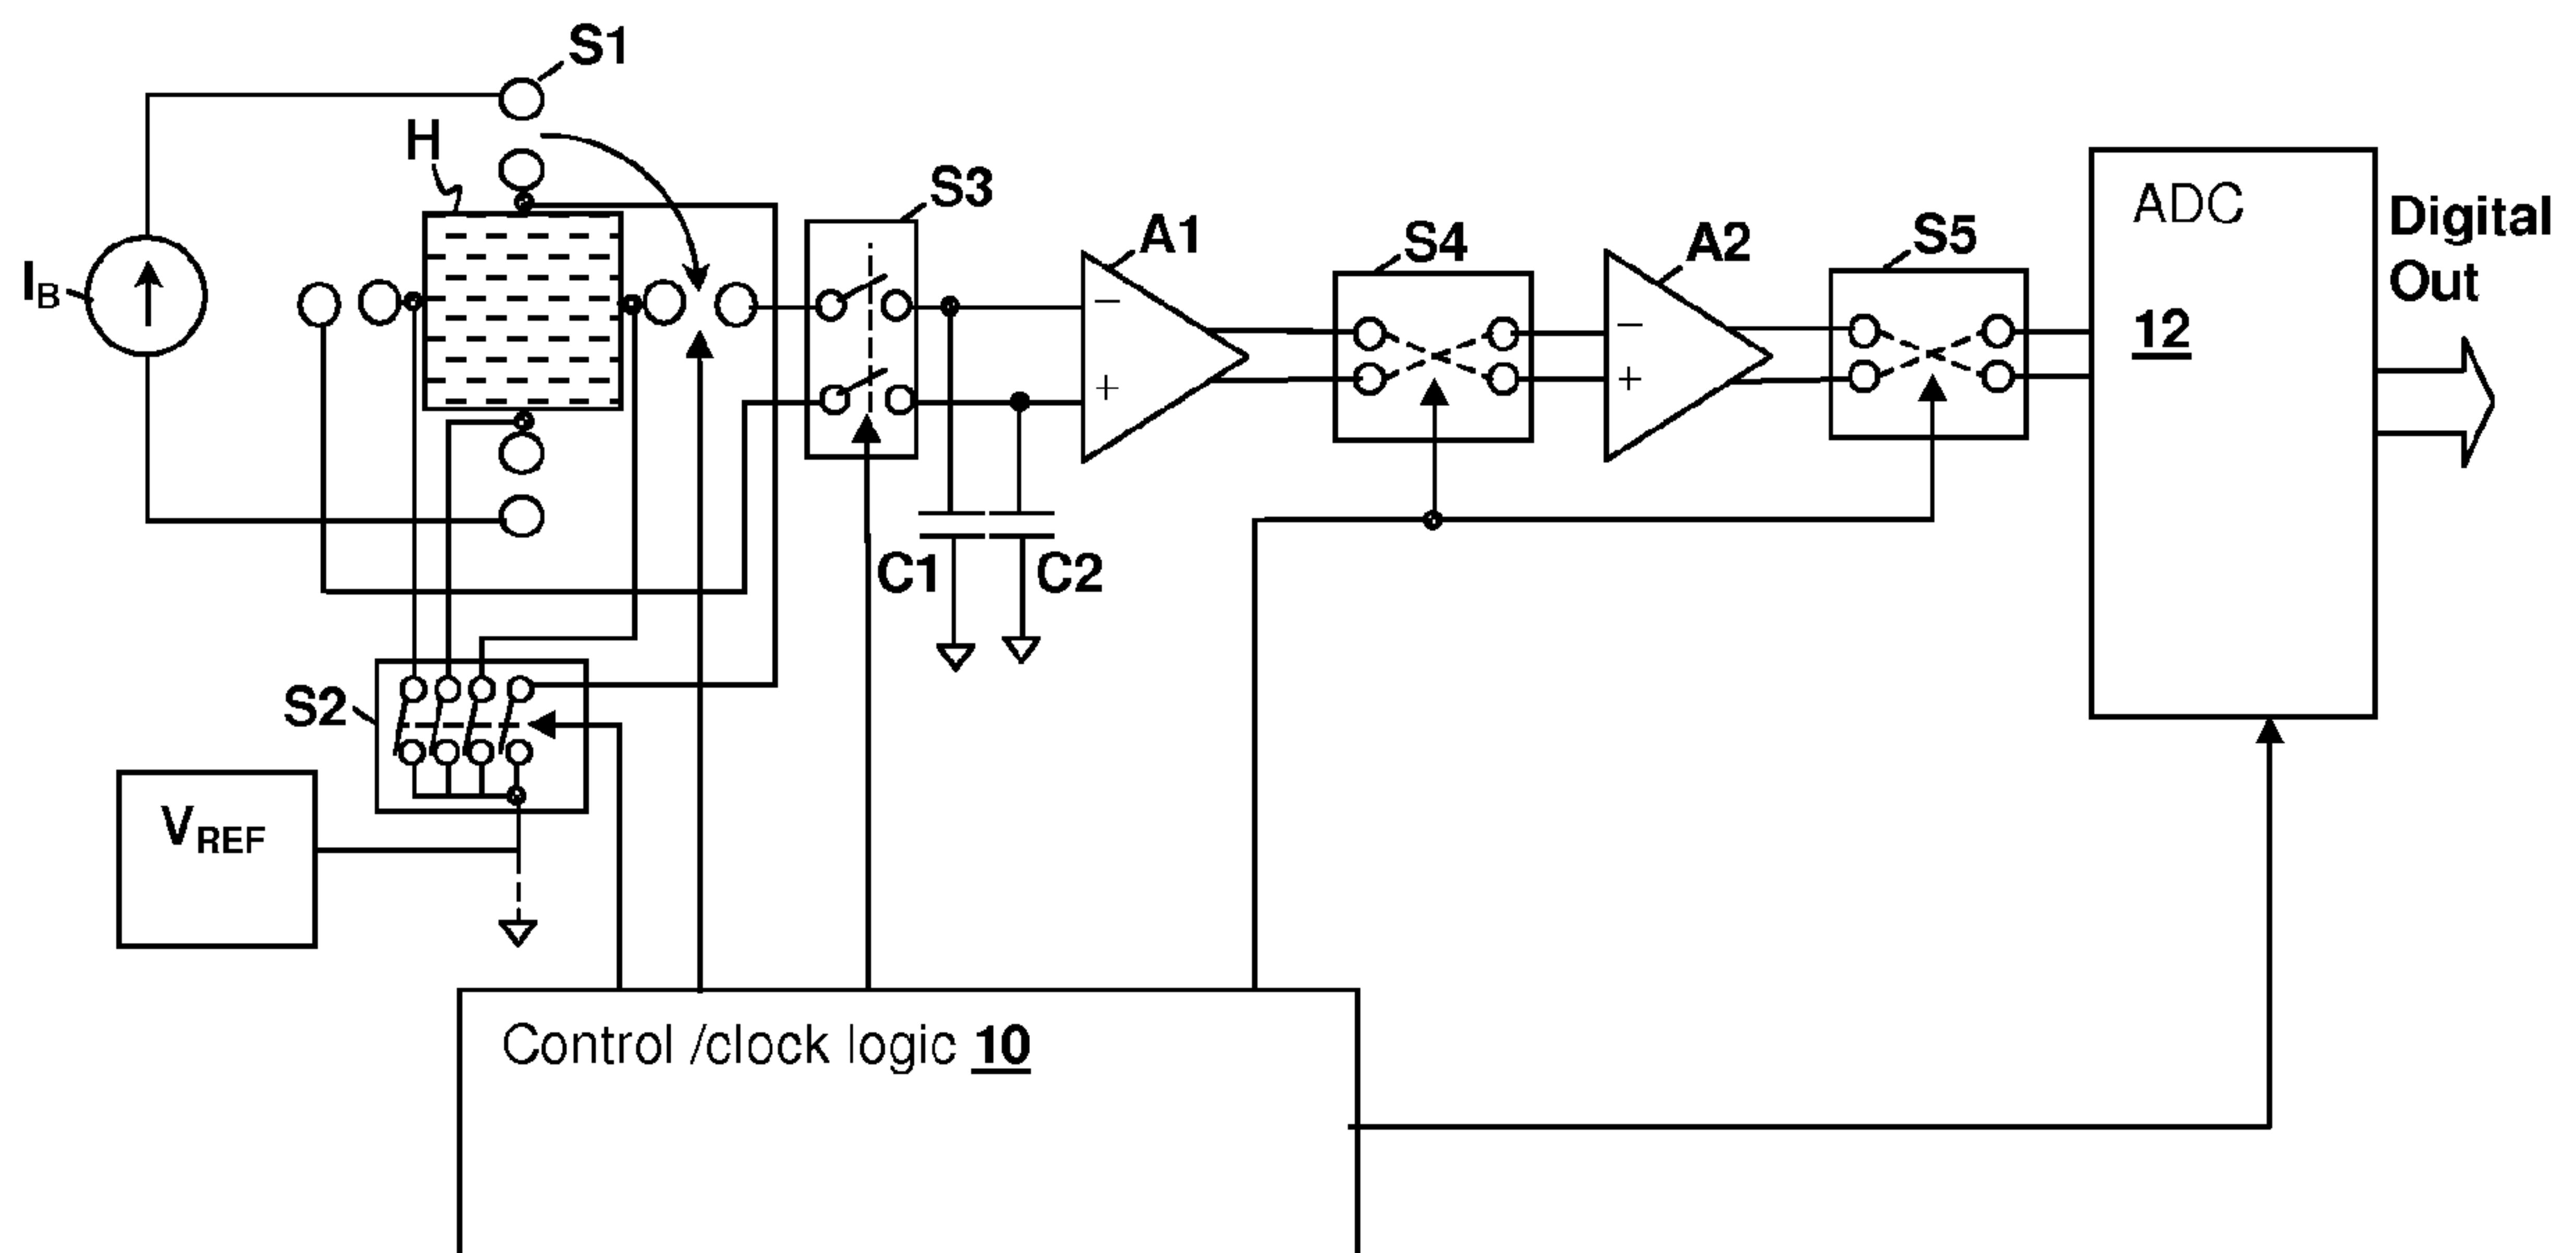 S1
H
S3
A1
S4
A2
S5
ADC
12
Digital
Out
IB
−
+
−
+
C1
C2
S2
VREF
Control /clock logic 10